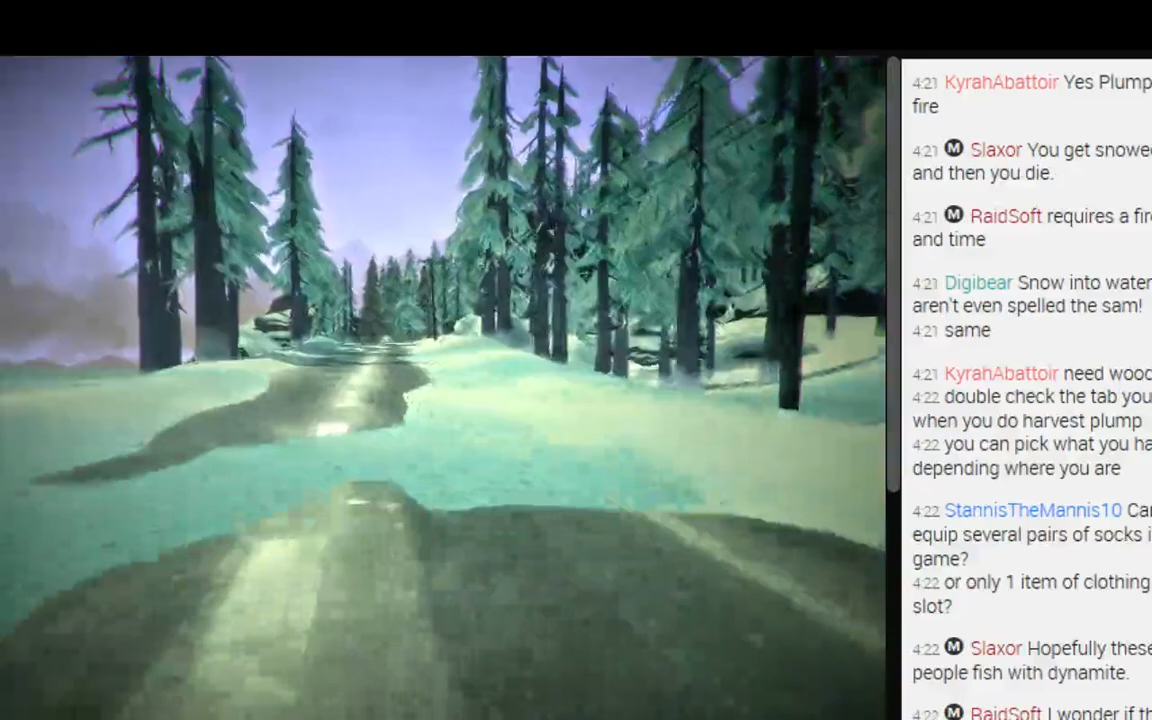 4:21 KyrahAbattoir Yes Plump
fire
4:21 M Slaxor You get snowe
and then you die.
4:21 M RaidSoft requires a fir
and time
4:21 Digibear Snow into water
aren't even spelled the sam!
4:21 same
4:21 KyrahAbattoir need wood
4:22 double check the tab you
when you do harvest plump
4:22 you can pick what you ha
depending where you are
4:22 StannisTheMannis10 Can
equip several pairs of socks i
game?
4:22 or only 1 item of clothing
slot?
4:22 M Slaxor Hopefully these
people fish with dynamite.
4:22 M RaidSoft I wonder if th